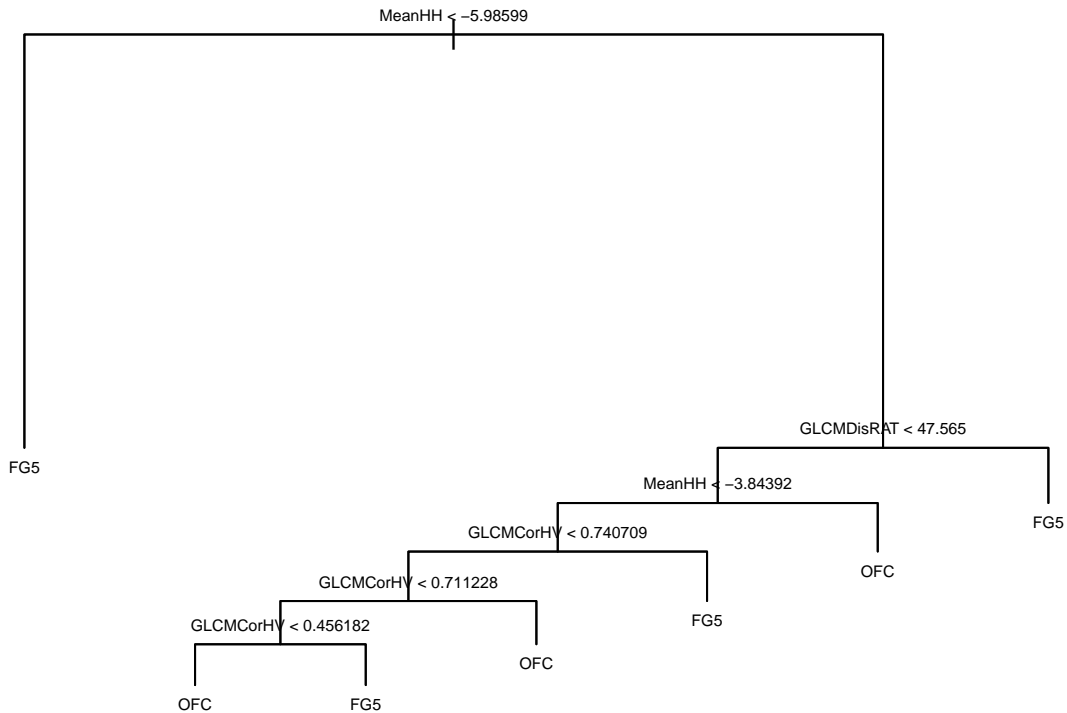 MeanHH < −5.98599
GLCMDisRAT < 47.565
FG5
MeanHH < −3.84392
FG5
GLCMCorHV < 0.740709
OFC
GLCMCorHV < 0.711228
FG5
GLCMCorHV < 0.456182
OFC
OFC
FG5